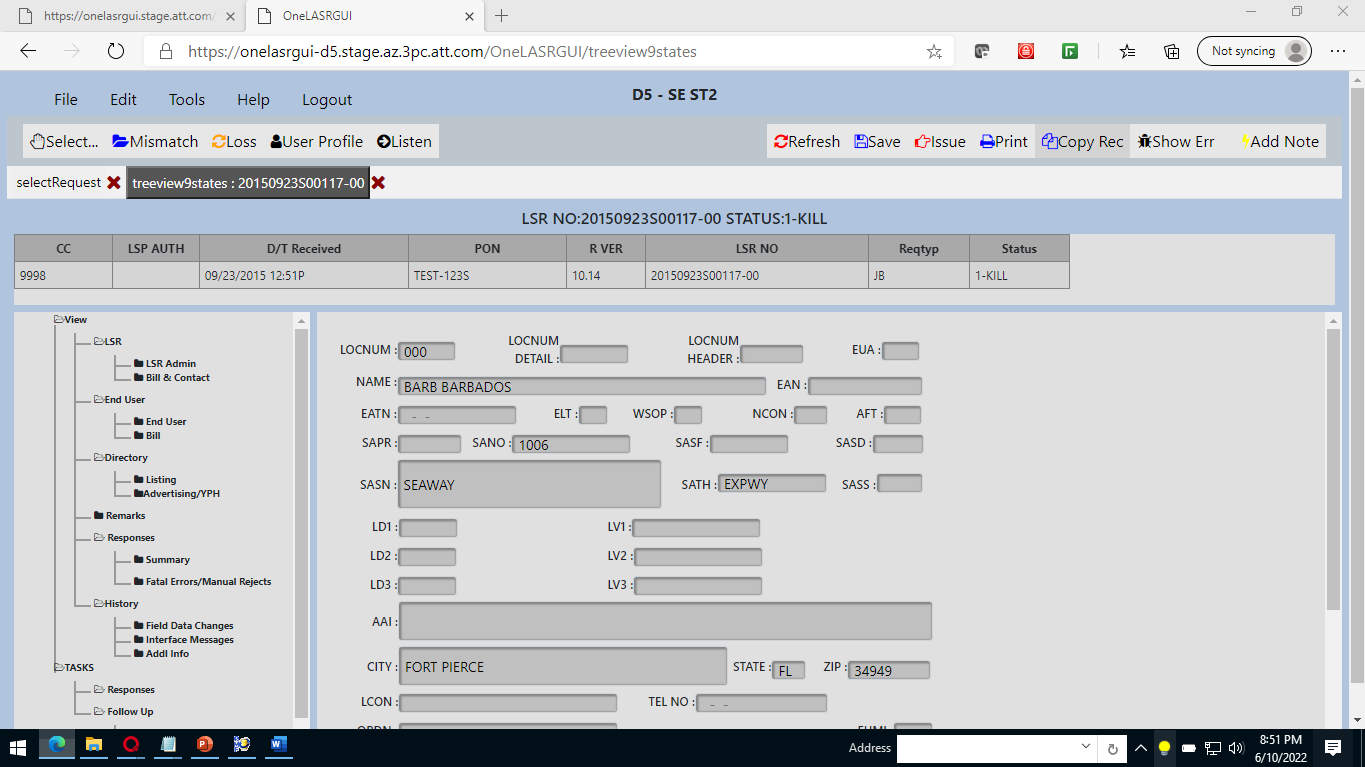 https://onelasrgui.stage.att.com/
OneLASRGUI
https://onelasrgui-d5.stage.az.3pc.att.com/OneLASRGUI/treeview9states
Not syncing
File Edit Tools Help Logout
D5 - SE ST2
Select... Mismatch Loss User Profile Listen
Refresh Save Issue Print Copy Rec Show Err Add Note
selectRequest treeview9states : 20150923S00117-00
LSR NO:20150923S00117-00 STATUS:1-KILL
CC LSP AUTH D/T Received PON R VER LSR NO Reqtyp Status
9998 09/23/2015 12:51P TEST-123S 10.14 20150923S00117-00 JB 1-KILL
View
LSR
LSR Admin
Bill & Contact
End User
End User
Bill
Directory
Listing
Advertising/YPH
Remarks
Responses
Summary
Fatal Errors/Manual Rejects
History
Field Data Changes
Interface Messages
Addl Info
TASKS
Responses
Follow Up
LOCNUM : 000 LOCNUM DETAIL : LOCNUM HEADER : EUA :
NAME : BARB BARBADOS EAN :
EATN : - - ELT : WSOP : NCON : AFT :
SAPR : SANO : 1006 SASF : SASD :
SASN : SEAWAY SATH : EXPWY SASS :
LD1 : LV1 :
LD2 : LV2 :
LD3 : LV3 :
AAI :
CITY : FORT PIERCE STATE : FL ZIP : 34949
LCON : TEL NO : - -
Address
8:51 PM
6/10/2022